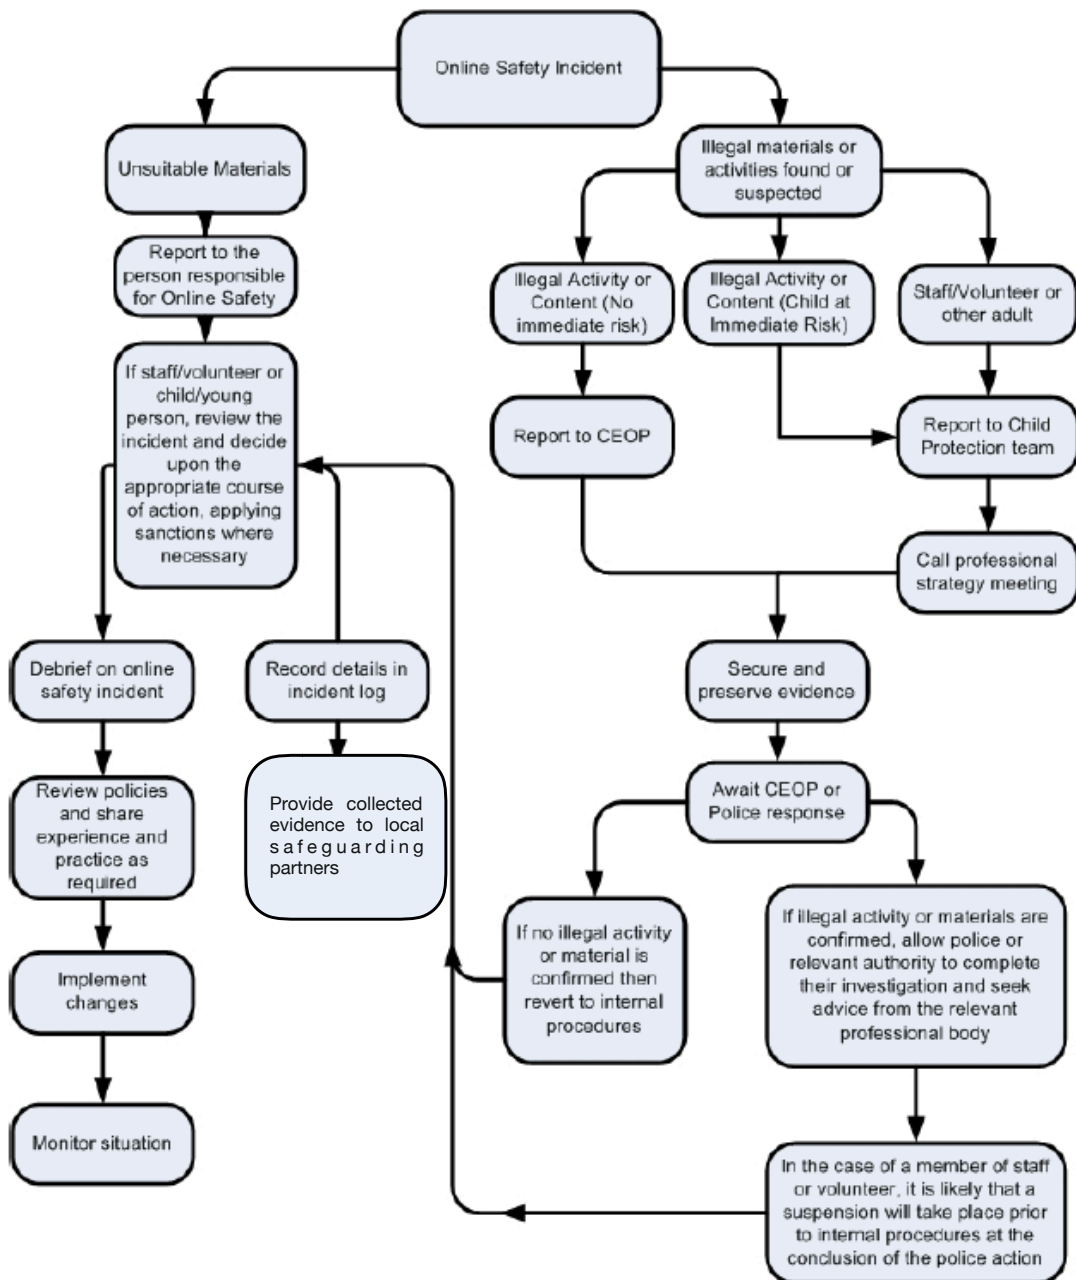 Online Safety Incident
Unsuitable Materials
Report to the
person responsible
for Online Safety
If staff/volunteer or
child/young
person, review the
incident and decide
upon the
appropriate course
of action, applying
sanctions where
necessary
Debrief on online
safety incident
Review policies
and share
experience and
practice as
required
Implement
changes
Monitor situation
Record details in
incident log
Provide collected
evidence to local
safeguarding
partners
Illegal materials or
activities found or
suspected
Illegal Activity or
Content (No
immediate risk)
Illegal Activity or
Content (Child at
Immediate Risk)
Staff/Volunteer or
other adult
Report to CEOP
Report to Child
Protection team
Call professional
strategy meeting
Secure and
preserve evidence
Await CEOP or
Police response
If no illegal activity
or material is
confirmed then
revert to internal
procedures
If illegal activity or materials are
confirmed, allow police or
relevant authority to complete
their investigation and seek
advice from the relevant
professional body
In the case of a member of staff
or volunteer, it is likely that a
suspension will take place prior
to internal procedures at the
conclusion of the police action